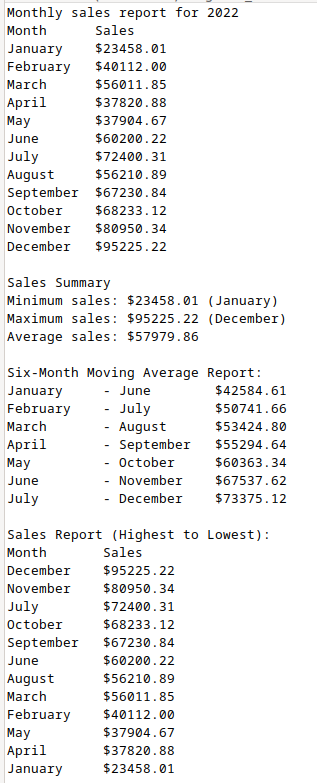 Monthly sales report for 2022
Month      Sales
January    $23458.01
February   $40112.00
March      $56011.85
April      $37820.88
May        $37904.67
June       $60200.22
July       $72400.31
August     $56210.89
September  $67230.84
October    $68233.12
November   $80950.34
December   $95225.22

Sales Summary
Minimum sales: $23458.01 (January)
Maximum sales: $95225.22 (December)
Average sales: $57979.86

Six-Month Moving Average Report:
January     - June        $42584.61
February    - July        $50741.66
March       - August      $53424.80
April       - September   $55294.64
May         - October     $60363.34
June        - November    $67537.62
July        - December    $73375.12

Sales Report (Highest to Lowest):
Month       Sales
December    $95225.22
November    $80950.34
July        $72400.31
October     $68233.12
September   $67230.84
June        $60200.22
August      $56210.89
March       $56011.85
February    $40112.00
May         $37904.67
April       $37820.88
January     $23458.01